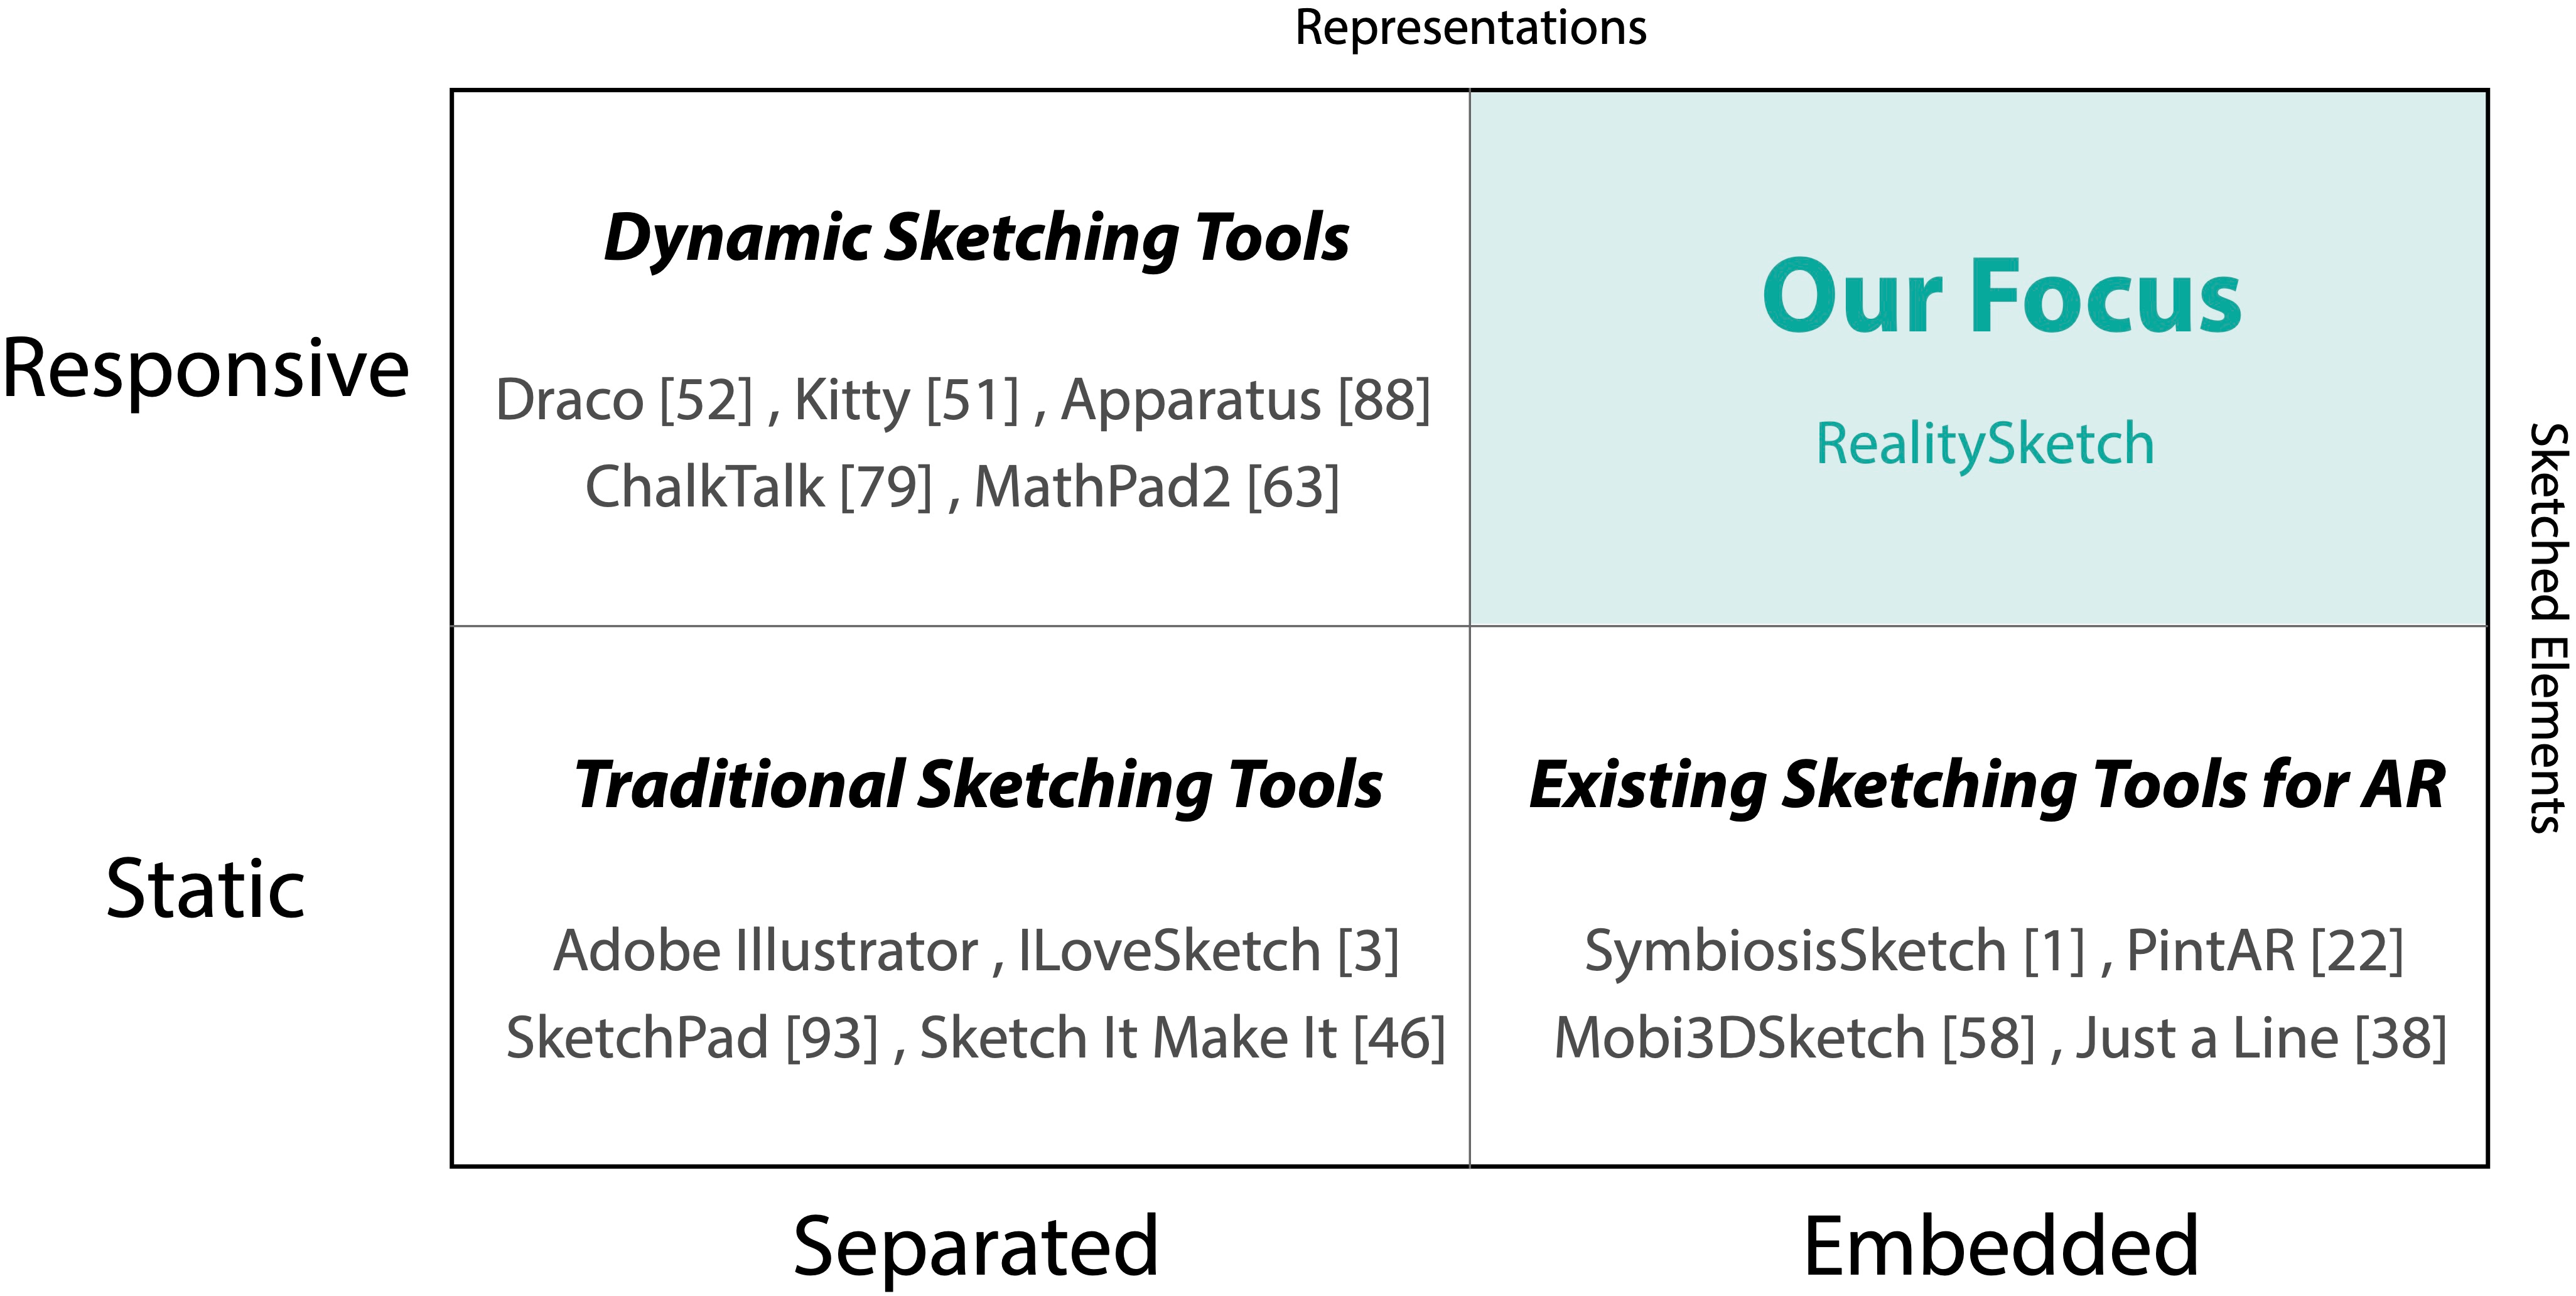 Representations
Dynamic Sketching Tools
Draco [52] , Kitty [51] , Apparatus [88]
ChalkTalk [79] , MathPad2 [63]
Our Focus
RealitySketch
Responsive
Sketched Elements
Traditional Sketching Tools
Adobe Illustrator , ILoveSketch [3]
SketchPad [93] , Sketch It Make It [46]
Existing Sketching Tools for AR
SymbiosisSketch [1] , PintAR [22]
Mobi3DSketch [58] , Just a Line [38]
Static
Separated
Embedded